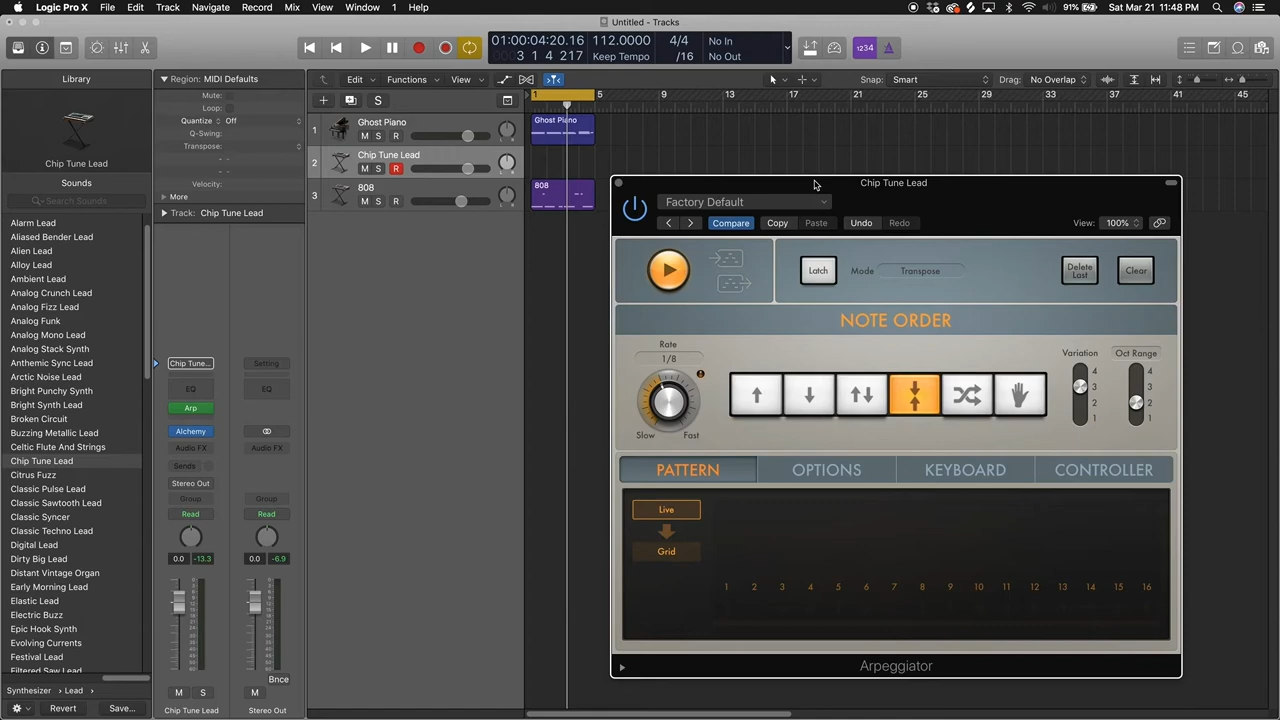 Logic Pro X File Edit Track Navigate Record Mix View Window 1 Help 91% Sat Mar 21 11:48 PM
Untitled - Tracks
01:00:04:20.16 112.0000 4/4 No In
3 1 4 217 Keep Tempo /16 No Out
1234
Library
Region: MIDI Defaults
Edit Functions View Snap: Smart Drag: No Overlap
Mute:
Loop:
Quantize Off
Q-Swing:
Transpose:
Velocity:
More
Track: Chip Tune Lead
S
1 5 9 13 17 21 25 29 33 37 41 45
1 Ghost Piano
M S R
Ghost Piano
2 Chip Tune Lead
M S R
3 808
M S R
808
L R
Chip Tune Lead
Sounds
Search Sounds
Alarm Lead
Aliased Bender Lead
Alien Lead
Alloy Lead
Ambient Lead
Analog Crunch Lead
Analog Fizz Lead
Analog Funk
Analog Mono Lead
Analog Stack Synth
Anthemic Sync Lead
Arctic Noise Lead
Bright Punchy Synth
Bright Synth Lead
Broken Circuit
Buzzing Metallic Lead
Celtic Flute And Strings
Chip Tune Lead
Citrus Fuzz
Classic Pulse Lead
Classic Sawtooth Lead
Classic Syncer
Classic Techno Lead
Digital Lead
Dirty Big Lead
Distant Vintage Organ
Early Morning Lead
Elastic Lead
Electric Buzz
Epic Hook Synth
Evolving Currents
Festival Lead
Filtered Saw Lead
Synthesizer > Lead
Revert Save...
Chip Tune... Setting
EQ EQ
Arp
Alchemy
Audio FX Audio FX
Sends
Stereo Out
Group Group
Read Read
0.0 -13.3 0.0 -6.9
Bnce
M S M
Chip Tune Lead Stereo Out
Chip Tune Lead
Factory Default
Compare Copy Paste Undo Redo View: 100%
Latch Mode Transpose Delete Last Clear
NOTE ORDER
Rate
1/8
Slow Fast
Variation Oct Range
4 4
3 3
2 2
1 1
PATTERN OPTIONS KEYBOARD CONTROLLER
Live
Grid
1 2 3 4 5 6 7 8 9 10 11 12 13 14 15 16
Arpeggiator